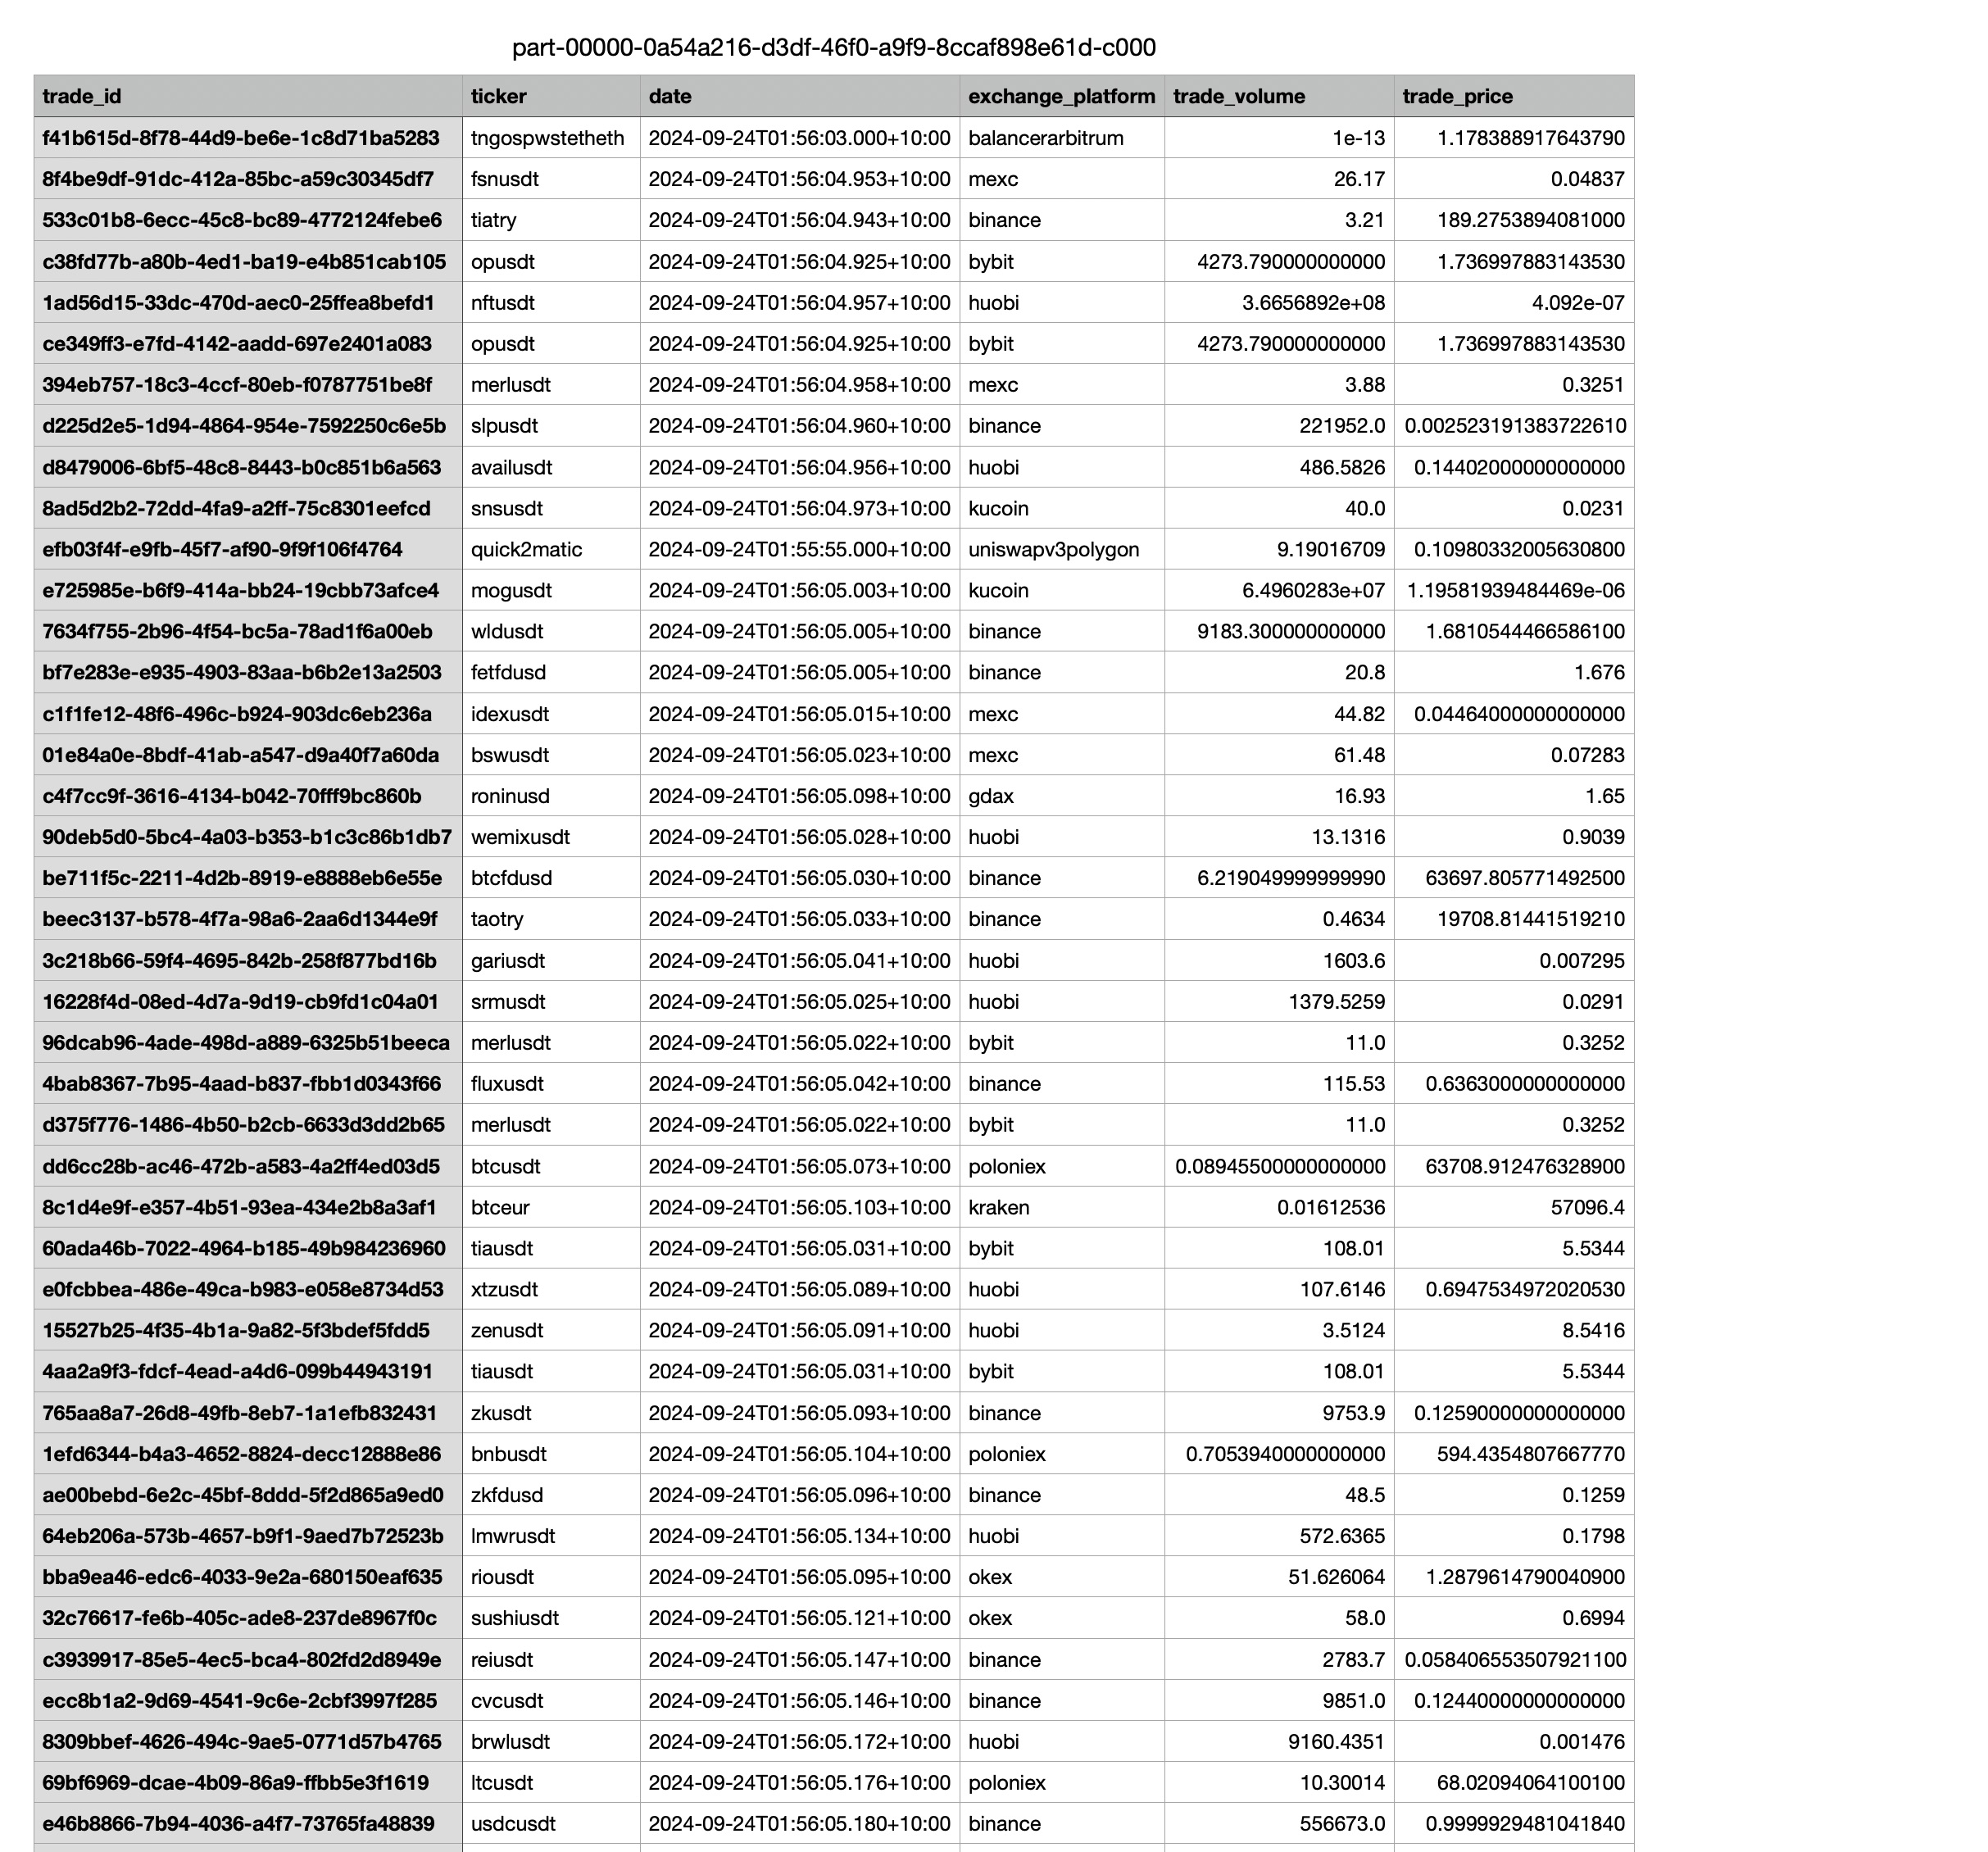 part-00000-0a54a216-d3df-46f0-a9f9-8ccaf898e61d-c000
trade_id ticker date exchange_platform trade_volume trade_price
f41b615d-8f78-44d9-be6e-1c8d71ba5283 tngospwstetheth 2024-09-24T01:56:03.000+10:00 balancerarbitrum 1e-13 1.178388917643790
8f4be9df-91dc-412a-85bc-a59c30345df7 fsnusdt 2024-09-24T01:56:04.953+10:00 mexc 26.17 0.04837
533c01b8-6ecc-45c8-bc89-4772124febe6 tiatry 2024-09-24T01:56:04.943+10:00 binance 3.21 189.2753894081000
c38fd77b-a80b-4ed1-ba19-e4b851cab105 opusdt 2024-09-24T01:56:04.925+10:00 bybit 4273.790000000000 1.736997883143530
1ad56d15-33dc-470d-aec0-25ffea8befd1 nftusdt 2024-09-24T01:56:04.957+10:00 huobi 3.6656892e+08 4.092e-07
ce349ff3-e7fd-4142-aadd-697e2401a083 opusdt 2024-09-24T01:56:04.925+10:00 bybit 4273.790000000000 1.736997883143530
394eb757-18c3-4ccf-80eb-f0787751be8f merlusdt 2024-09-24T01:56:04.958+10:00 mexc 3.88 0.3251
d225d2e5-1d94-4864-954e-7592250c6e5b slpusdt 2024-09-24T01:56:04.960+10:00 binance 221952.0 0.002523191383722610
d8479006-6bf5-48c8-8443-b0c851b6a563 availusdt 2024-09-24T01:56:04.956+10:00 huobi 486.5826 0.14402000000000000
8ad5d2b2-72dd-4fa9-a2ff-75c8301eefcd snsusdt 2024-09-24T01:56:04.973+10:00 kucoin 40.0 0.0231
efb03f4f-e9fb-45f7-af90-9f9f106f4764 quick2matic 2024-09-24T01:55:55.000+10:00 uniswapv3polygon 9.19016709 0.10980332005630800
e725985e-b6f9-414a-bb24-19cbb73afce4 mogusdt 2024-09-24T01:56:05.003+10:00 kucoin 6.4960283e+07 1.19581939484469e-06
7634f755-2b96-4f54-bc5a-78ad1f6a00eb wldusdt 2024-09-24T01:56:05.005+10:00 binance 9183.300000000000 1.6810544466586100
bf7e283e-e935-4903-83aa-b6b2e13a2503 fetfdusd 2024-09-24T01:56:05.005+10:00 binance 20.8 1.676
c1f1fe12-48f6-496c-b924-903dc6eb236a idexusdt 2024-09-24T01:56:05.015+10:00 mexc 44.82 0.04464000000000000
01e84a0e-8bdf-41ab-a547-d9a40f7a60da bswusdt 2024-09-24T01:56:05.023+10:00 mexc 61.48 0.07283
c4f7cc9f-3616-4134-b042-70fff9bc860b roninusd 2024-09-24T01:56:05.098+10:00 gdax 16.93 1.65
90deb5d0-5bc4-4a03-b353-b1c3c86b1db7 wemixusdt 2024-09-24T01:56:05.028+10:00 huobi 13.1316 0.9039
be711f5c-2211-4d2b-8919-e8888eb6e55e btcfdusd 2024-09-24T01:56:05.030+10:00 binance 6.219049999999990 63697.805771492500
beec3137-b578-4f7a-98a6-2aa6d1344e9f taotry 2024-09-24T01:56:05.033+10:00 binance 0.4634 19708.81441519210
3c218b66-59f4-4695-842b-258f877bd16b gariusdt 2024-09-24T01:56:05.041+10:00 huobi 1603.6 0.007295
16228f4d-08ed-4d7a-9d19-cb9fd1c04a01 srmusdt 2024-09-24T01:56:05.025+10:00 huobi 1379.5259 0.0291
96dcab96-4ade-498d-a889-6325b51beeca merlusdt 2024-09-24T01:56:05.022+10:00 bybit 11.0 0.3252
4bab8367-7b95-4aad-b837-fbb1d0343f66 fluxusdt 2024-09-24T01:56:05.042+10:00 binance 115.53 0.6363000000000000
d375f776-1486-4b50-b2cb-6633d3dd2b65 merlusdt 2024-09-24T01:56:05.022+10:00 bybit 11.0 0.3252
dd6cc28b-ac46-472b-a583-4a2ff4ed03d5 btcusdt 2024-09-24T01:56:05.073+10:00 poloniex 0.08945500000000000 63708.912476328900
8c1d4e9f-e357-4b51-93ea-434e2b8a3af1 btceur 2024-09-24T01:56:05.103+10:00 kraken 0.01612536 57096.4
60ada46b-7022-4964-b185-49b984236960 tiausdt 2024-09-24T01:56:05.031+10:00 bybit 108.01 5.5344
e0fcbbea-486e-49ca-b983-e058e8734d53 xtzusdt 2024-09-24T01:56:05.089+10:00 huobi 107.6146 0.6947534972020530
15527b25-4f35-4b1a-9a82-5f3bdef5fdd5 zenusdt 2024-09-24T01:56:05.091+10:00 huobi 3.5124 8.5416
4aa2a9f3-fdcf-4ead-a4d6-099b44943191 tiausdt 2024-09-24T01:56:05.031+10:00 bybit 108.01 5.5344
765aa8a7-26d8-49fb-8eb7-1a1efb832431 zkusdt 2024-09-24T01:56:05.093+10:00 binance 9753.9 0.12590000000000000
1efd6344-b4a3-4652-8824-decc12888e86 bnbusdt 2024-09-24T01:56:05.104+10:00 poloniex 0.7053940000000000 594.4354807667770
ae00bebd-6e2c-45bf-8ddd-5f2d865a9ed0 zkfdusd 2024-09-24T01:56:05.096+10:00 binance 48.5 0.1259
64eb206a-573b-4657-b9f1-9aed7b72523b lmwrusdt 2024-09-24T01:56:05.134+10:00 huobi 572.6365 0.1798
bba9ea46-edc6-4033-9e2a-680150eaf635 riousdt 2024-09-24T01:56:05.095+10:00 okex 51.626064 1.2879614790040900
32c76617-fe6b-405c-ade8-237de8967f0c sushiusdt 2024-09-24T01:56:05.121+10:00 okex 58.0 0.6994
c3939917-85e5-4ec5-bca4-802fd2d8949e reiusdt 2024-09-24T01:56:05.147+10:00 binance 2783.7 0.058406553507921100
ecc8b1a2-9d69-4541-9c6e-2cbf3997f285 cvcusdt 2024-09-24T01:56:05.146+10:00 binance 9851.0 0.12440000000000000
8309bbef-4626-494c-9ae5-0771d57b4765 brwlusdt 2024-09-24T01:56:05.172+10:00 huobi 9160.4351 0.001476
69bf6969-dcae-4b09-86a9-ffbb5e3f1619 ltcusdt 2024-09-24T01:56:05.176+10:00 poloniex 10.30014 68.02094064100100
e46b8866-7b94-4036-a4f7-73765fa48839 usdcusdt 2024-09-24T01:56:05.180+10:00 binance 556673.0 0.9999929481041840